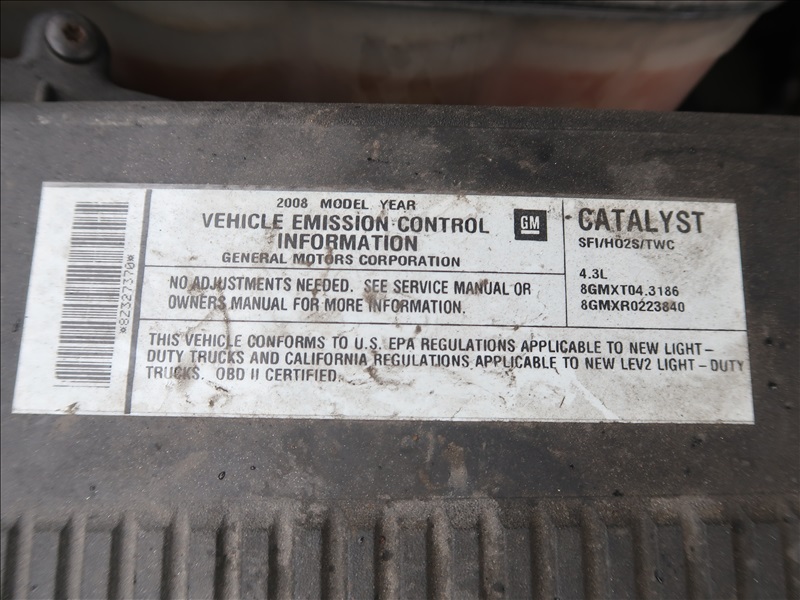 *8Z327370*
2008 MODEL YEAR
VEHICLE EMISSION CONTROL
INFORMATION
GENERAL MOTORS CORPORATION
GM
CATALYST
SFI/HO2S/TWC
4.3L
8GMXT04.3186
8GMXR0223840
NO ADJUSTMENTS NEEDED. SEE SERVICE MANUAL OR
OWNERS MANUAL FOR MORE INFORMATION.
THIS VEHICLE CONFORMS TO U.S. EPA REGULATIONS APPLICABLE TO NEW LIGHT-
DUTY TRUCKS AND CALIFORNIA REGULATIONS APPLICABLE TO NEW LEV2 LIGHT-DUTY
TRUCKS. OBD II CERTIFIED.